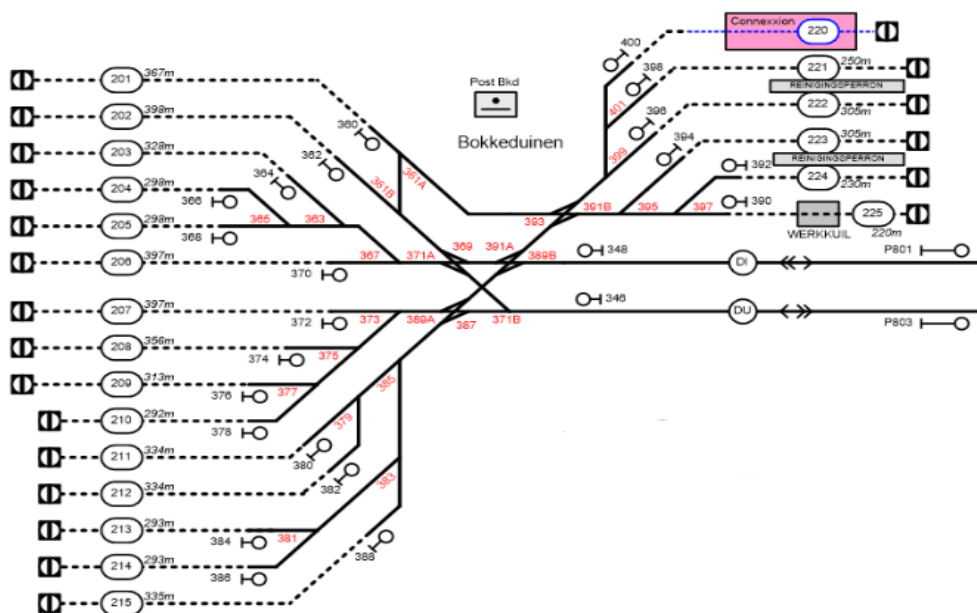 Connexxion
220
400
201 367m
398
221 250m
Post Bkd
REINIGINGSPERRON
401
202 398m
360
396
222 305m
Bokkeduinen
394
223 305m
203 328m
362
399
REINIGINGSPERRON
364
361A
392
224 230m
204 298m
366
361B
391B 395 397
390
205 298m
365 363
393
225 220m
368
WERKKUIL
369 391A
348
P801
206 397m
367 371A
389B
DI
370
346
207 397m
373 389A 387 371B
DU
372
P803
208 356m
375
374
209 313m
377
385
376
210 292m
378
379
211 334m
380
212 334m
382
383
213 293m
384
381
388
214 293m
386
215 335m